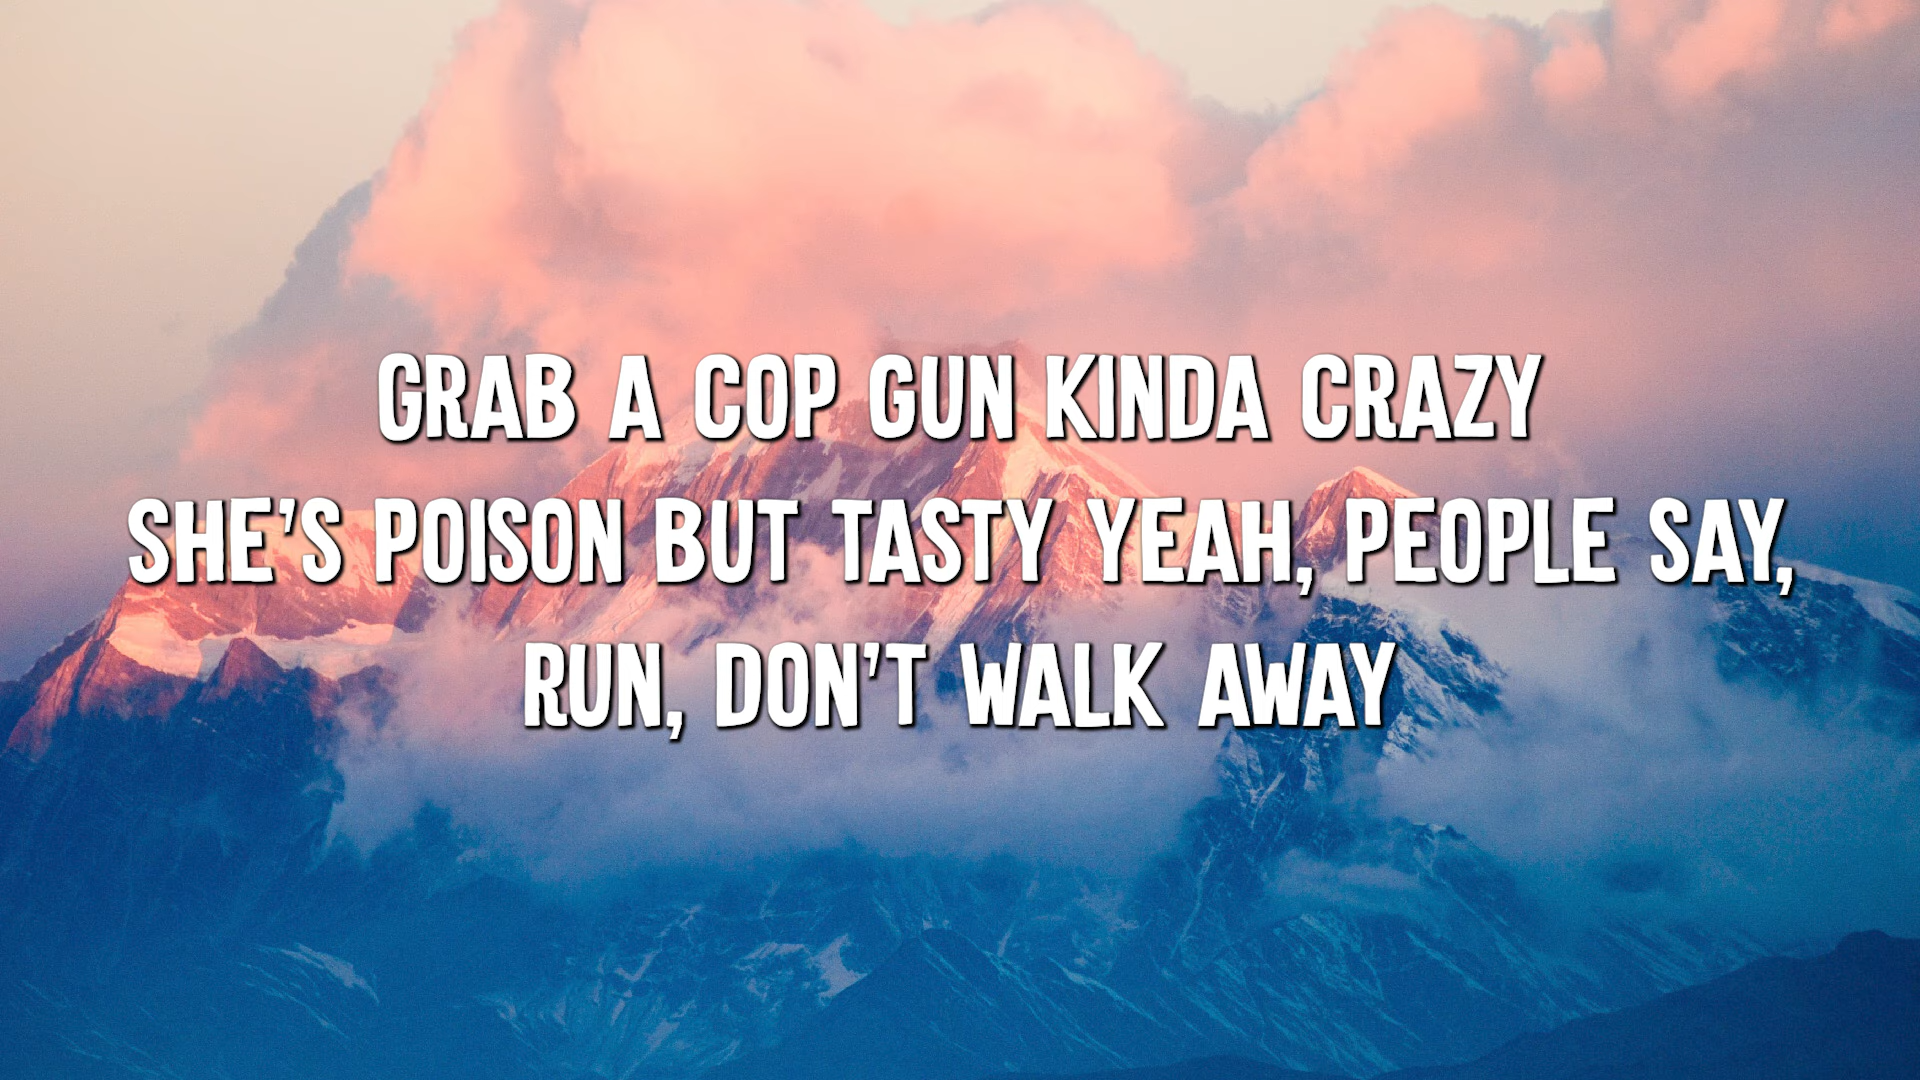 GRAB A COP GUN KINDA CRAZY
SHE'S POISON BUT TASTY YEAH, PEOPLE SAY,
RUN, DON'T WALK AWAY